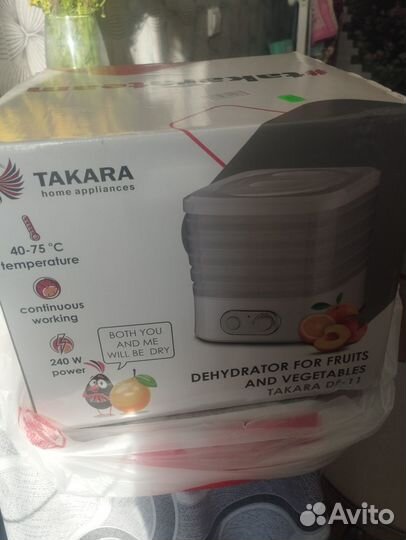 #takarateam
TAKARA
home appliances
40-75 °C
temperature
continuous
working
240 W
power
BOTH YOU
AND ME
WILL BE DRY
DEHYDRATOR FOR FRUITS
AND VEGETABLES
TAKARA DF-11
Avito